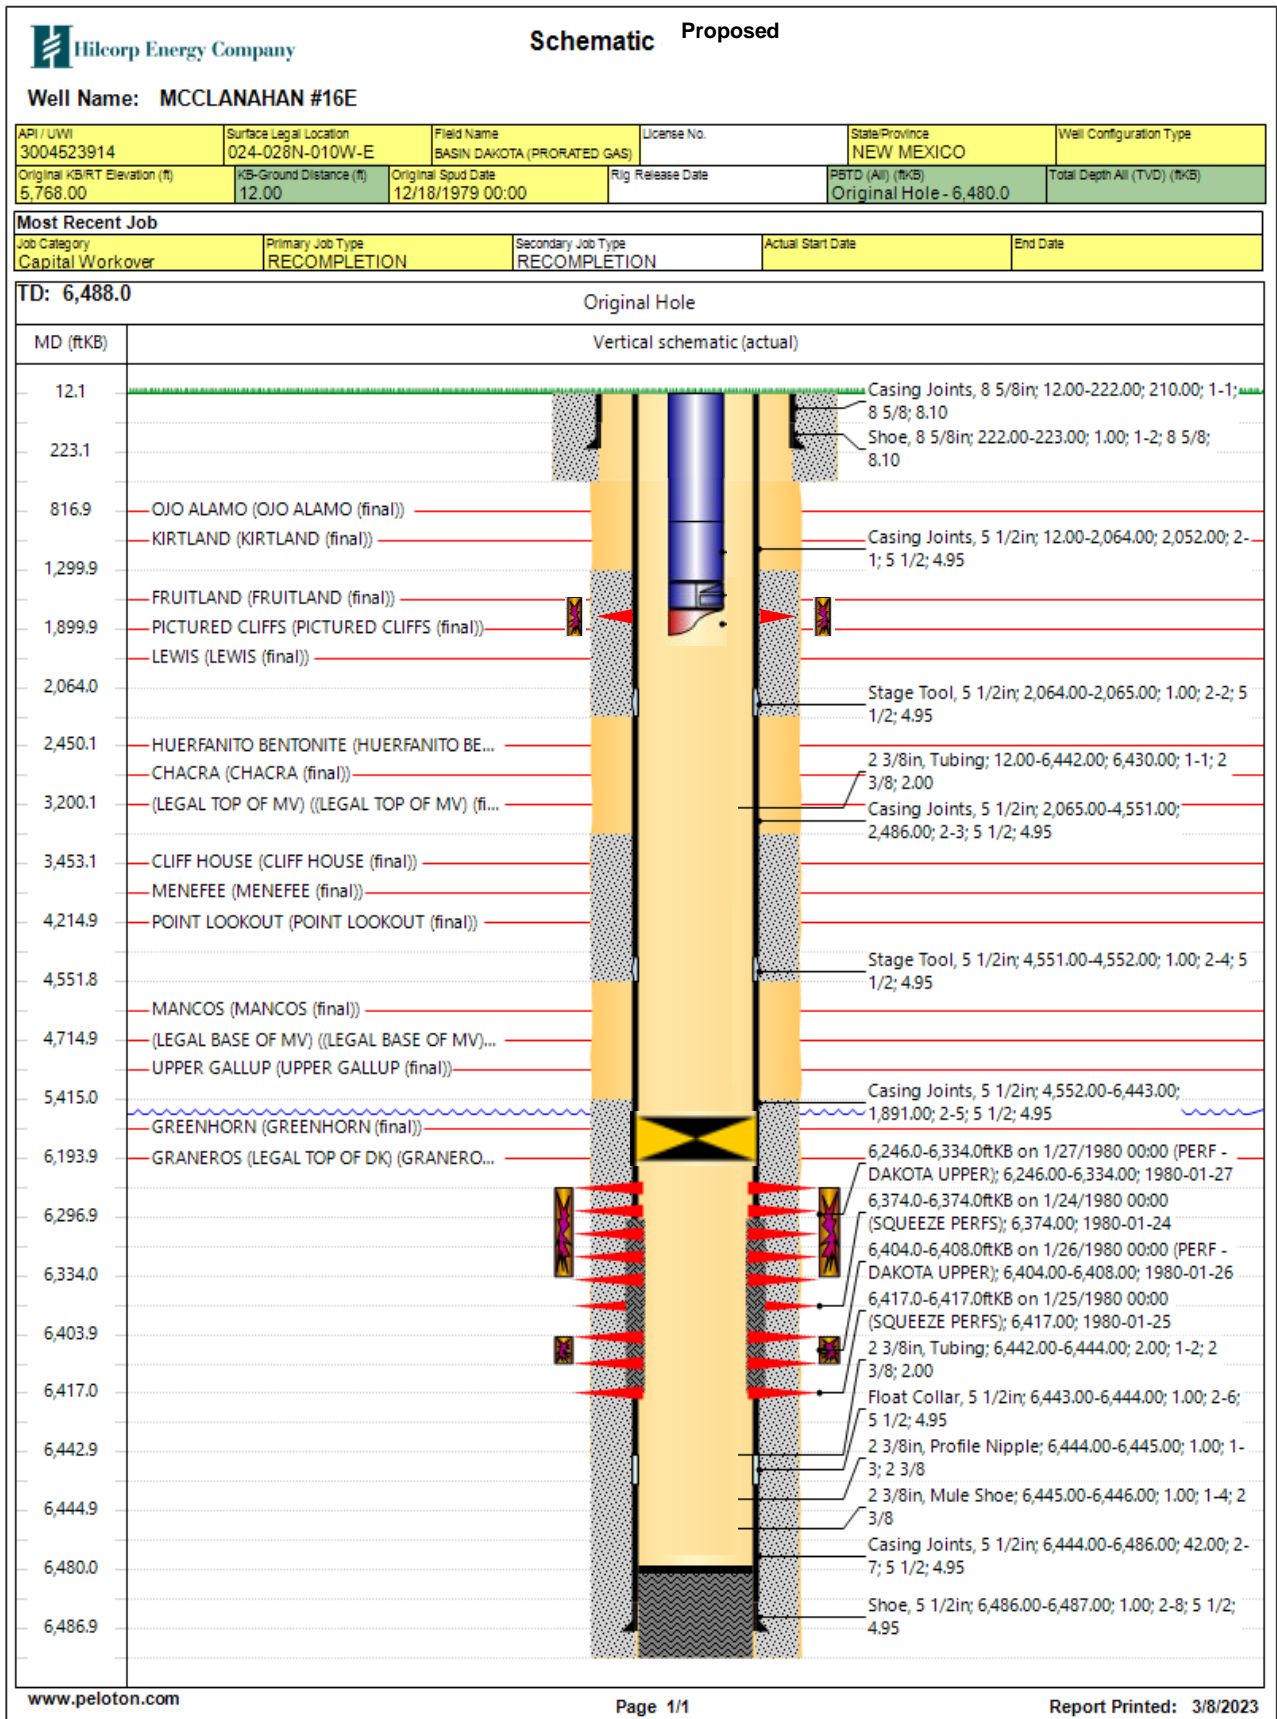 Hilcorp Energy Company
Schematic Proposed
Well Name: MCCLANAHAN #16E
API / UWI
3004523914
Surface Legal Location
024-028N-010W-E
Field Name
BASIN DAKOTA (PRORATED GAS)
License No.
State/Province
NEW MEXICO
Well Configuration Type
Original KB/RT Elevation (ft)
5,768.00
KB-Ground Distance (ft)
12.00
Original Spud Date
12/18/1979 00:00
Rig Release Date
PBTD (All) (ftKB)
Original Hole - 6,480.0
Total Depth All (TVD) (ftKB)
Most Recent Job
Job Category
Capital Workover
Primary Job Type
RECOMPLETION
Secondary Job Type
RECOMPLETION
Actual Start Date
End Date
TD: 6,488.0
Original Hole
MD (ftKB)
Vertical schematic (actual)
12.1
223.1
816.9
1,299.9
1,899.9
2,064.0
2,450.1
3,200.1
3,453.1
4,214.9
4,551.8
4,714.9
5,415.0
6,193.9
6,296.9
6,334.0
6,403.9
6,417.0
6,442.9
6,444.9
6,480.0
6,486.9
OJO ALAMO (OJO ALAMO (final))
KIRTLAND (KIRTLAND (final))
FRUITLAND (FRUITLAND (final))
PICTURED CLIFFS (PICTURED CLIFFS (final))
LEWIS (LEWIS (final))
HUERFANITO BENTONITE (HUERFANITO BE...
CHACRA (CHACRA (final))
(LEGAL TOP OF MV) ((LEGAL TOP OF MV) (fi...
CLIFF HOUSE (CLIFF HOUSE (final))
MENEFEE (MENEFEE (final))
POINT LOOKOUT (POINT LOOKOUT (final))
MANCOS (MANCOS (final))
(LEGAL BASE OF MV) ((LEGAL BASE OF MV)...
UPPER GALLUP (UPPER GALLUP (final))
GREENHORN (GREENHORN (final))
GRANEROS (LEGAL TOP OF DK) (GRANERO...
Casing Joints, 8 5/8in; 12.00-222.00; 210.00; 1-1;
8 5/8; 8.10
Shoe, 8 5/8in; 222.00-223.00; 1.00; 1-2; 8 5/8;
8.10
Casing Joints, 5 1/2in; 12.00-2,064.00; 2,052.00; 2-
1; 5 1/2; 4.95
Stage Tool, 5 1/2in; 2,064.00-2,065.00; 1.00; 2-2; 5
1/2; 4.95
2 3/8in, Tubing; 12.00-6,442.00; 6,430.00; 1-1; 2
3/8; 2.00
Casing Joints, 5 1/2in; 2,065.00-4,551.00;
2,486.00; 2-3; 5 1/2; 4.95
Stage Tool, 5 1/2in; 4,551.00-4,552.00; 1.00; 2-4; 5
1/2; 4.95
Casing Joints, 5 1/2in; 4,552.00-6,443.00;
1,891.00; 2-5; 5 1/2; 4.95
6,246.0-6,334.0ftKB on 1/27/1980 00:00 (PERF -
DAKOTA UPPER); 6,246.00-6,334.00; 1980-01-27
6,374.0-6,374.0ftKB on 1/24/1980 00:00
(SQUEEZE PERFS); 6,374.00; 1980-01-24
6,404.0-6,408.0ftKB on 1/26/1980 00:00 (PERF -
DAKOTA UPPER); 6,404.00-6,408.00; 1980-01-26
6,417.0-6,417.0ftKB on 1/25/1980 00:00
(SQUEEZE PERFS); 6,417.00; 1980-01-25
2 3/8in, Tubing; 6,442.00-6,444.00; 2.00; 1-2; 2
3/8; 2.00
Float Collar, 5 1/2in; 6,443.00-6,444.00; 1.00; 2-6;
5 1/2; 4.95
2 3/8in, Profile Nipple; 6,444.00-6,445.00; 1.00; 1-
3; 2 3/8
2 3/8in, Mule Shoe; 6,445.00-6,446.00; 1.00; 1-4; 2
3/8
Casing Joints, 5 1/2in; 6,444.00-6,486.00; 42.00; 2-
7; 5 1/2; 4.95
Shoe, 5 1/2in; 6,486.00-6,487.00; 1.00; 2-8; 5 1/2;
4.95
www.peloton.com
Page 1/1
Report Printed: 3/8/2023